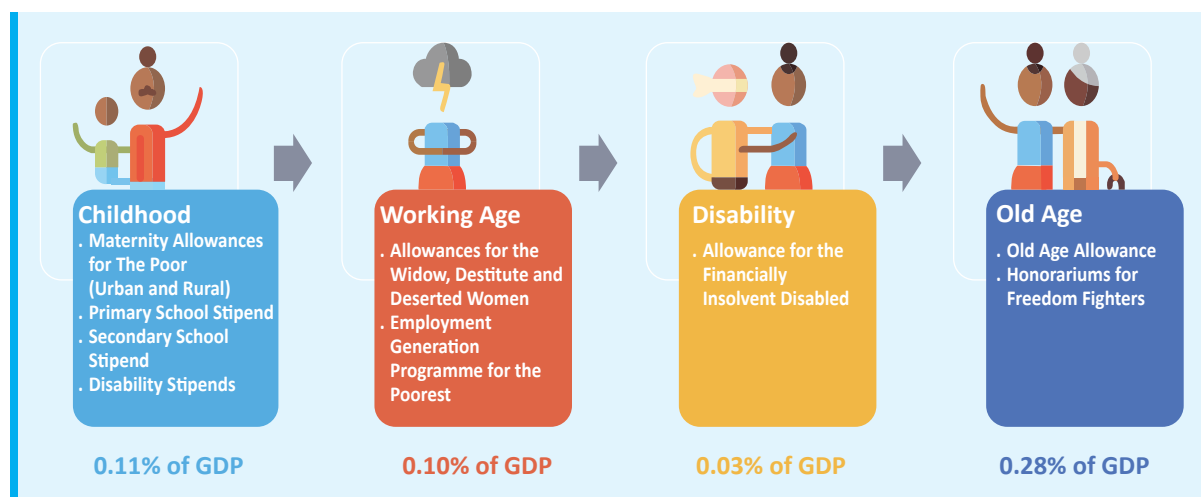 Childhood
. Maternity Allowances
for The Poor
(Urban and Rural)
. Primary School Stipend
. Secondary School
Stipend
. Disability Stipends
0.11% of GDP
Working Age
. Allowances for the
Widow, Destitute and
Deserted Women
. Employment
Generation
Programme for the
Poorest
0.10% of GDP
Disability
. Allowance for the
Financially
Insolvent Disabled
0.03% of GDP
Old Age
. Old Age Allowance
. Honorariums for
Freedom Fighters
0.28% of GDP